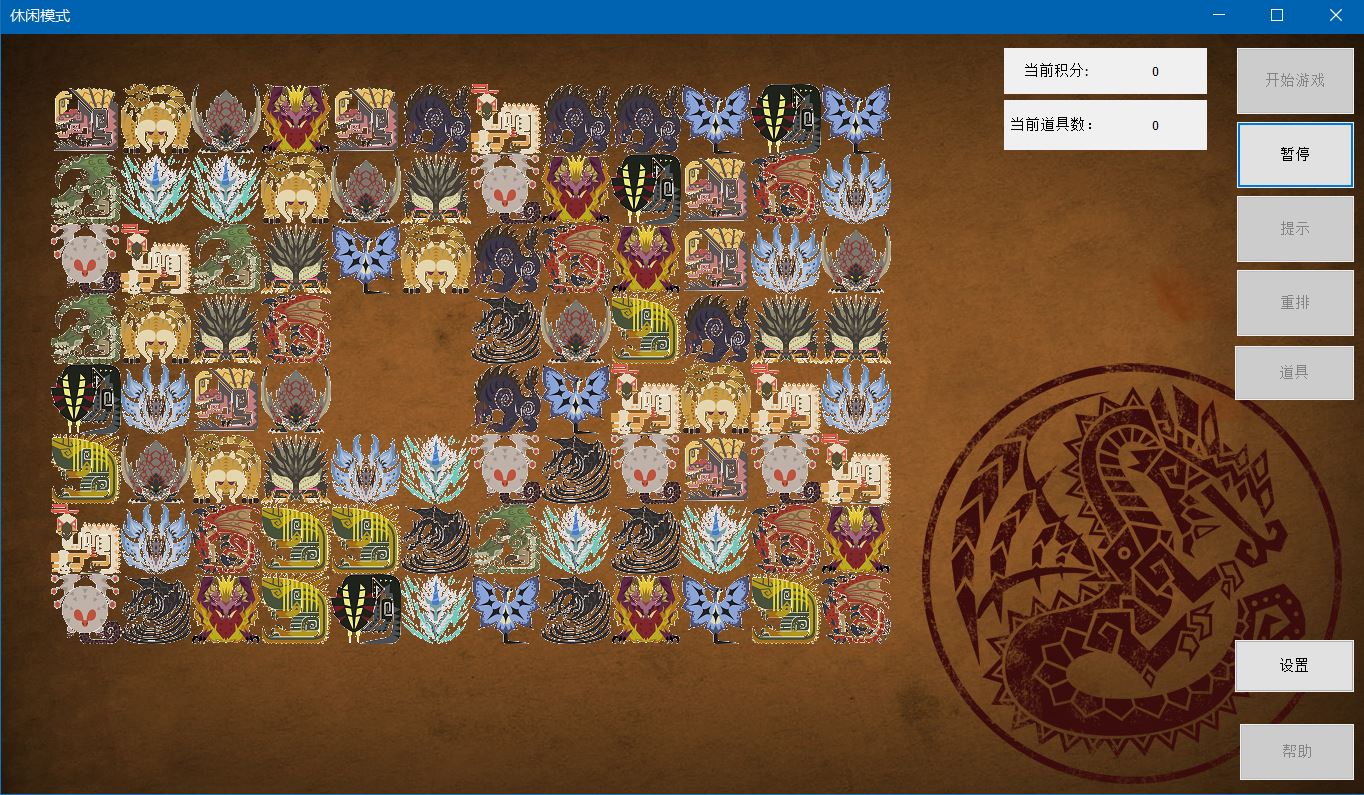 休闲模式
当前积分: 0
当前道具数: 0
开始游戏
暂停
提示
重排
道具
设置
帮助